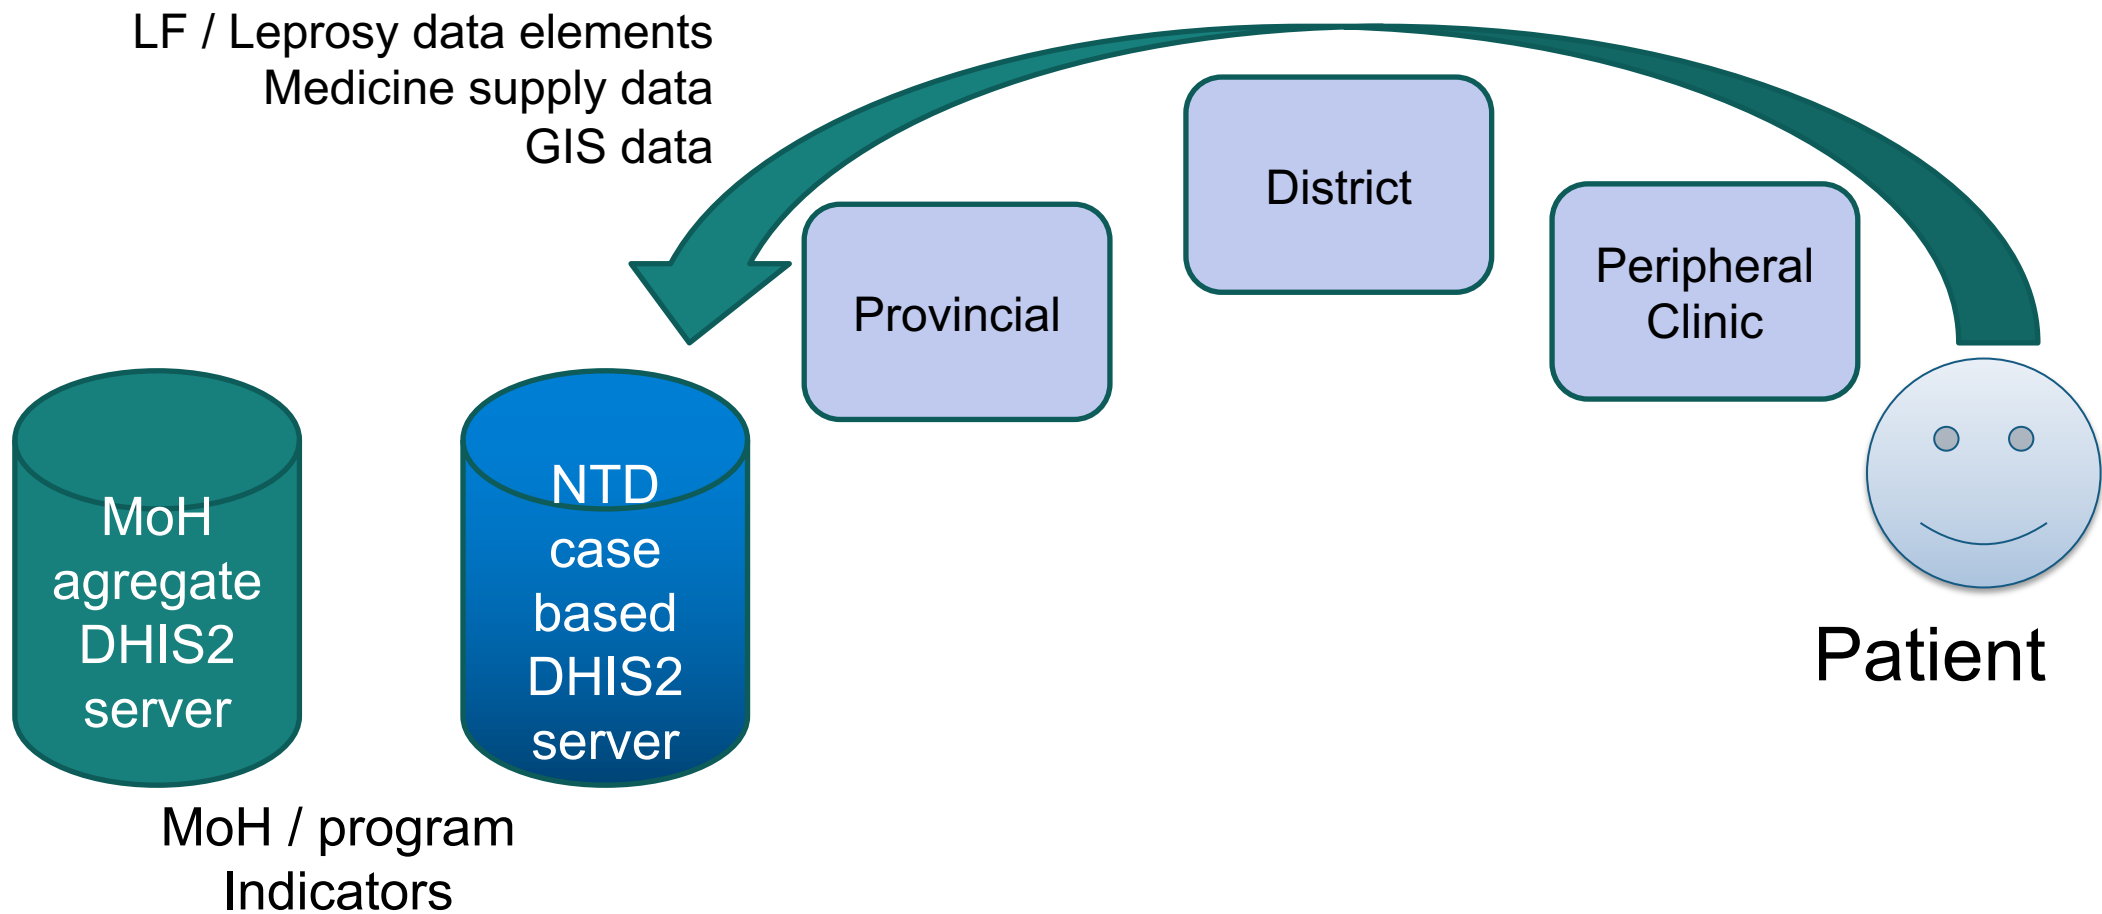 LF / Leprosy data elements
Medicine supply data
GIS data
District
Peripheral
Clinic
Provincial
MoH
agregate
DHIS2
server
NTD
case
based
DHIS2
server
Patient
MoH / program
Indicators